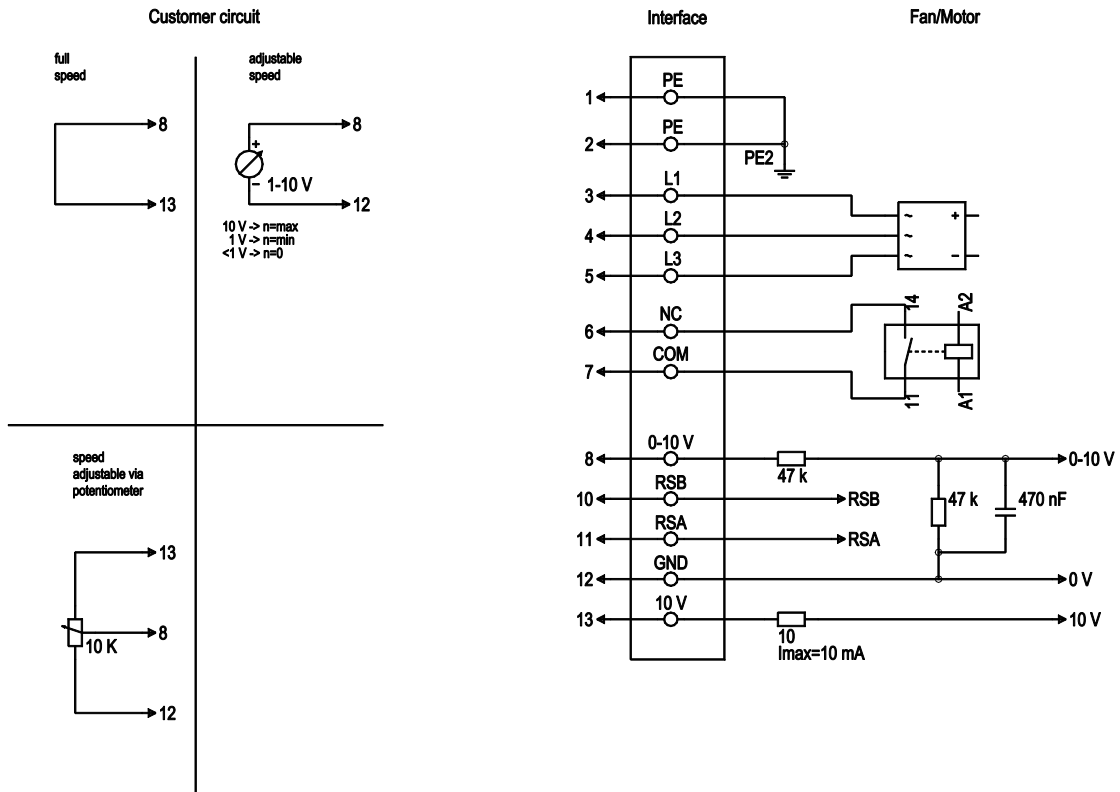 Customer circuit
full
speed
8
13
adjustable
speed
8
+
−
1-10 V
12
10 V -> n=max
1 V -> n=min
<1 V -> n=0
speed
adjustable via
potentiometer
13
8
10 K
12
Interface
Fan/Motor
1
PE
2
PE
PE2
3
L1
~
+
4
L2
~
5
L3
~
−
6
NC
14
A2
7
COM
11
A1
8
0-10 V
47 k
0-10 V
10
RSB
RSB
47 k
470 nF
11
RSA
RSA
12
GND
0 V
13
10 V
10
Imax=10 mA
10 V